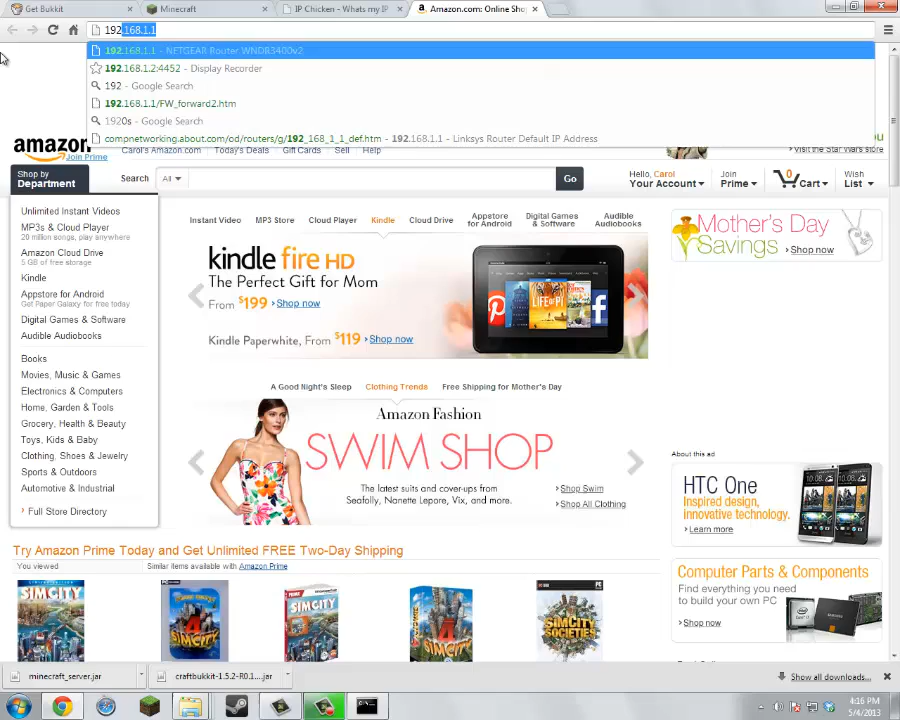 Get Bukkit
Minecraft
IP Chicken - Whats my IP
Amazon.com: Online Sho
192.168.1.1
192.168.1.1 - NETGEAR Router WNDR3400v2
192.168.1.2:4452 - Display Recorder
192 - Google Search
192.168.1.1/FW_forward2.htm
1920s - Google Search
compnetworking.about.com/od/routers/g/192_168_1_1_def.htm - 192.168.1.1 - Linksys Router Default IP Address
amazon
Join Prime
Carol's Amazon.com Today's Deals Gift Cards Sell Help
Visit the Star Wars store
Shop by
Department
Search
All
Go
Hello, Carol
Your Account
Join
Prime
0
Cart
Wish
List
Unlimited Instant Videos
MP3s & Cloud Player
20 million songs, play anywhere
Amazon Cloud Drive
5 GB of free storage
Kindle
Appstore for Android
Get Paper Galaxy for free today
Digital Games & Software
Audible Audiobooks
Books
Movies, Music & Games
Electronics & Computers
Home, Garden & Tools
Grocery, Health & Beauty
Toys, Kids & Baby
Clothing, Shoes & Jewelry
Sports & Outdoors
Automotive & Industrial
Full Store Directory
Instant Video
MP3 Store
Cloud Player
Kindle
Cloud Drive
Appstore
for Android
Digital Games
& Software
Audible
Audiobooks
kindle fire HD
The Perfect Gift for Mom
From $199 Shop now
Kindle Paperwhite, From $119 Shop now
LIFE OF PI
A Good Night's Sleep
Clothing Trends
Free Shipping for Mother's Day
Amazon Fashion
SWIM SHOP
The latest suits and cover-ups from
Seafolly, Nanette Lepore, Vix, and more.
Shop Swim
Shop All Clothing
Mother's Day
Savings
Shop now
About this ad
HTC One
Inspired design,
innovative technology.
Learn more
Computer Parts & Components
Find everything you need
to build your own PC
Shop now
Try Amazon Prime Today and Get Unlimited FREE Two-Day Shipping
You viewed
Similar items available with Amazon Prime
SIMCITY
SIMCITY
4
SIMCITY
SIMCITY
4
SIMCITY
SOCIETIES
minecraft_server.jar
craftbukkit-1.5.2-R0.1....jar
Show all downloads...
4:16 PM
5/4/2013